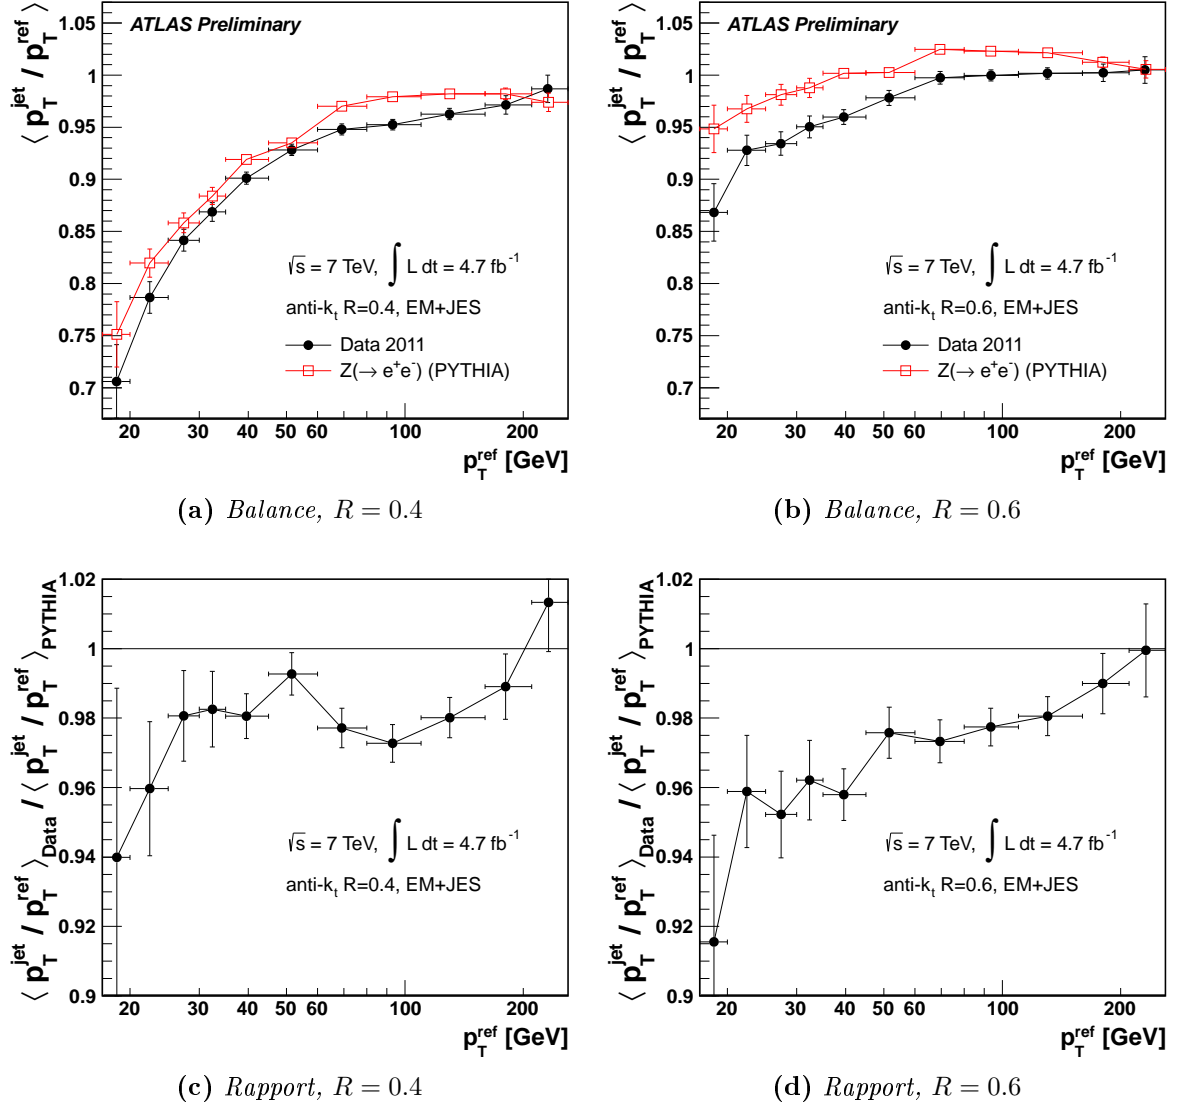 ATLAS Preliminary
⟨ p_T^jet / p_T^ref ⟩
1.05
1
0.95
0.9
0.85
0.8
0.75
0.7
√s = 7 TeV, ∫ L dt = 4.7 fb⁻¹
anti-k_t R=0.4, EM+JES
Data 2011
Z(→ e⁺e⁻) (PYTHIA)
20 30 40 50 60 100 200
p_T^ref [GeV]
(a) Balance, R = 0.4
ATLAS Preliminary
⟨ p_T^jet / p_T^ref ⟩
1.05
1
0.95
0.9
0.85
0.8
0.75
0.7
√s = 7 TeV, ∫ L dt = 4.7 fb⁻¹
anti-k_t R=0.6, EM+JES
Data 2011
Z(→ e⁺e⁻) (PYTHIA)
20 30 40 50 60 100 200
p_T^ref [GeV]
(b) Balance, R = 0.6
⟨ p_T^jet / p_T^ref ⟩_Data / ⟨ p_T^jet / p_T^ref ⟩_PYTHIA
1.02
1
0.98
0.96
0.94
0.92
0.9
√s = 7 TeV, ∫ L dt = 4.7 fb⁻¹
anti-k_t R=0.4, EM+JES
20 30 40 50 60 100 200
p_T^ref [GeV]
(c) Rapport, R = 0.4
⟨ p_T^jet / p_T^ref ⟩_Data / ⟨ p_T^jet / p_T^ref ⟩_PYTHIA
1.02
1
0.98
0.96
0.94
0.92
0.9
√s = 7 TeV, ∫ L dt = 4.7 fb⁻¹
anti-k_t R=0.6, EM+JES
20 30 40 50 60 100 200
p_T^ref [GeV]
(d) Rapport, R = 0.6